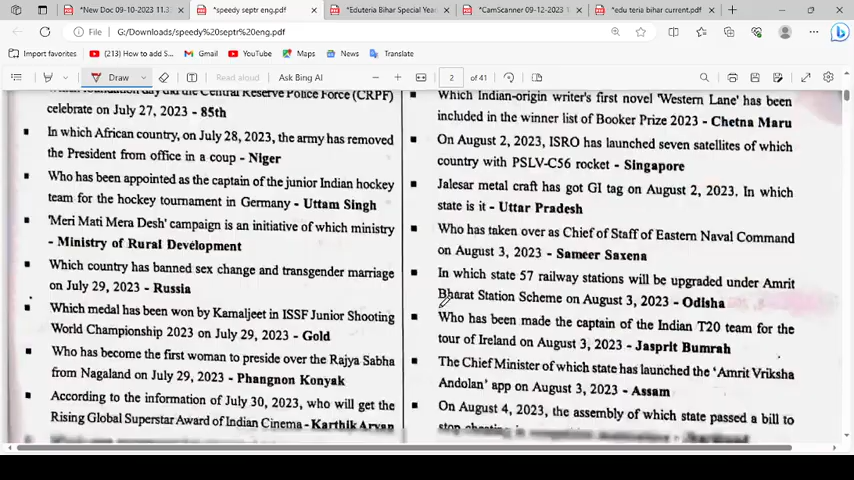 *New Doc 09-10-2023 11.3
*speedy septr eng.pdf
*Eduteria Bihar Special Year
*CamScanner 09-12-2023 1
*edu teria bihar current.pdf
File
G:/Downloads/speedy%20septr%20eng.pdf
Import favorites
(213) How to add S...
Gmail
YouTube
Maps
News
Translate
Draw
Read aloud
Ask Bing AI
2
of 41
celebrate on July 27, 2023 - 85th
In which African country, on July 28, 2023, the army has removed
the President from office in a coup - Niger
Who has been appointed as the captain of the junior Indian hockey
team for the hockey tournament in Germany - Uttam Singh
'Meri Mati Mera Desh' campaign is an initiative of which ministry
- Ministry of Rural Development
Which country has banned sex change and transgender marriage
on July 29, 2023 - Russia
Which medal has been won by Kamaljeet in ISSF Junior Shooting
World Championship 2023 on July 29, 2023 - Gold
Who has become the first woman to preside over the Rajya Sabha
from Nagaland on July 29, 2023 - Phangnon Konyak
According to the information of July 30, 2023, who will get the
Rising Global Superstar Award of Indian Cinema - Karthik Aryan
Which Indian-origin writer's first novel 'Western Lane' has been
included in the winner list of Booker Prize 2023 - Chetna Maru
On August 2, 2023, ISRO has launched seven satellites of which
country with PSLV-C56 rocket - Singapore
Jalesar metal craft has got GI tag on August 2, 2023. In which
state is it - Uttar Pradesh
Who has taken over as Chief of Staff of Eastern Naval Command
on August 3, 2023 - Sameer Saxena
In which state 57 railway stations will be upgraded under Amrit
Bharat Station Scheme on August 3, 2023 - Odisha
Who has been made the captain of the Indian T20 team for the
tour of Ireland on August 3, 2023 - Jasprit Bumrah
The Chief Minister of which state has launched the 'Amrit Vriksha
Andolan' app on August 3, 2023 - Assam
On August 4, 2023, the assembly of which state passed a bill to